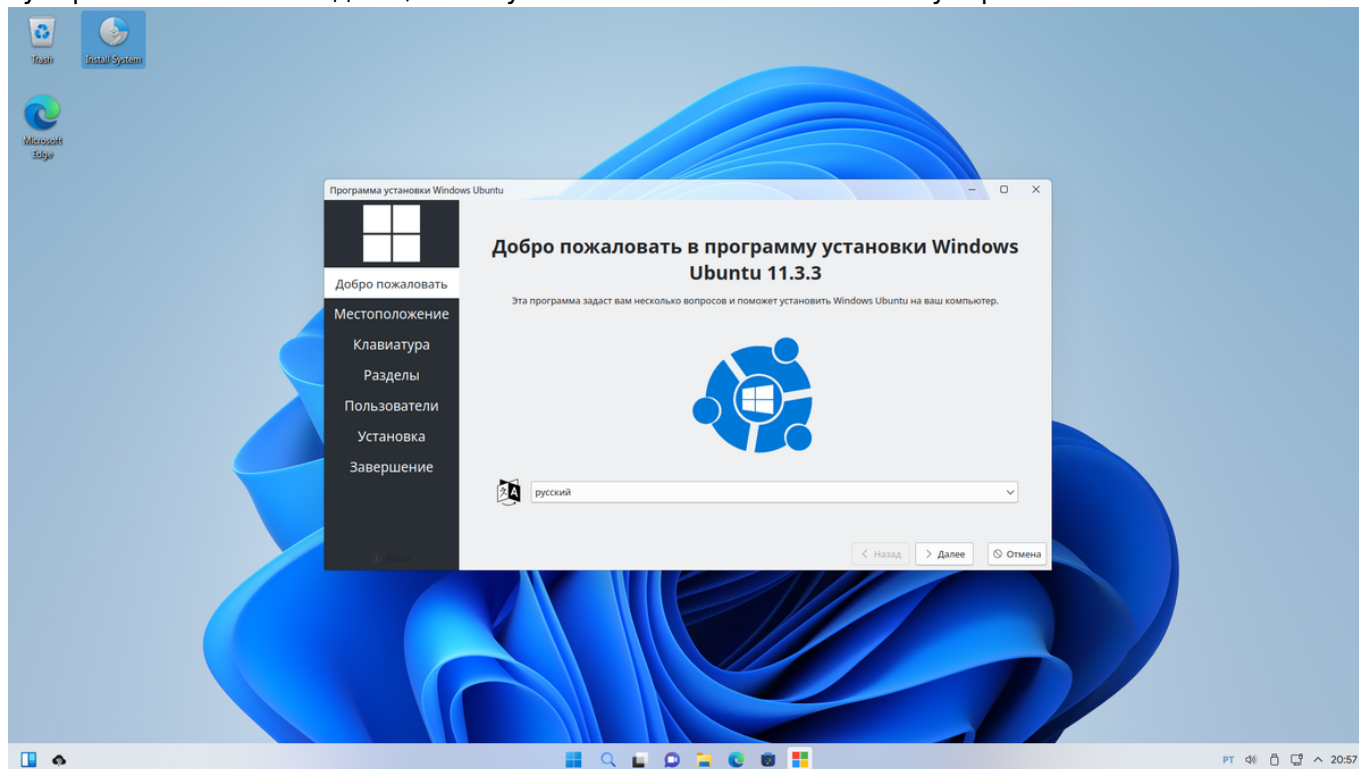 Trash
Install System
Microsoft
Edge
Программа установки Windows Ubuntu
Добро пожаловать
Местоположение
Клавиатура
Разделы
Пользователи
Установка
Завершение
Добро пожаловать в программу установки Windows
Ubuntu 11.3.3
Эта программа задаст вам несколько вопросов и поможет установить Windows Ubuntu на ваш компьютер.
русский
Назад
Далее
Отмена
PT
20:57